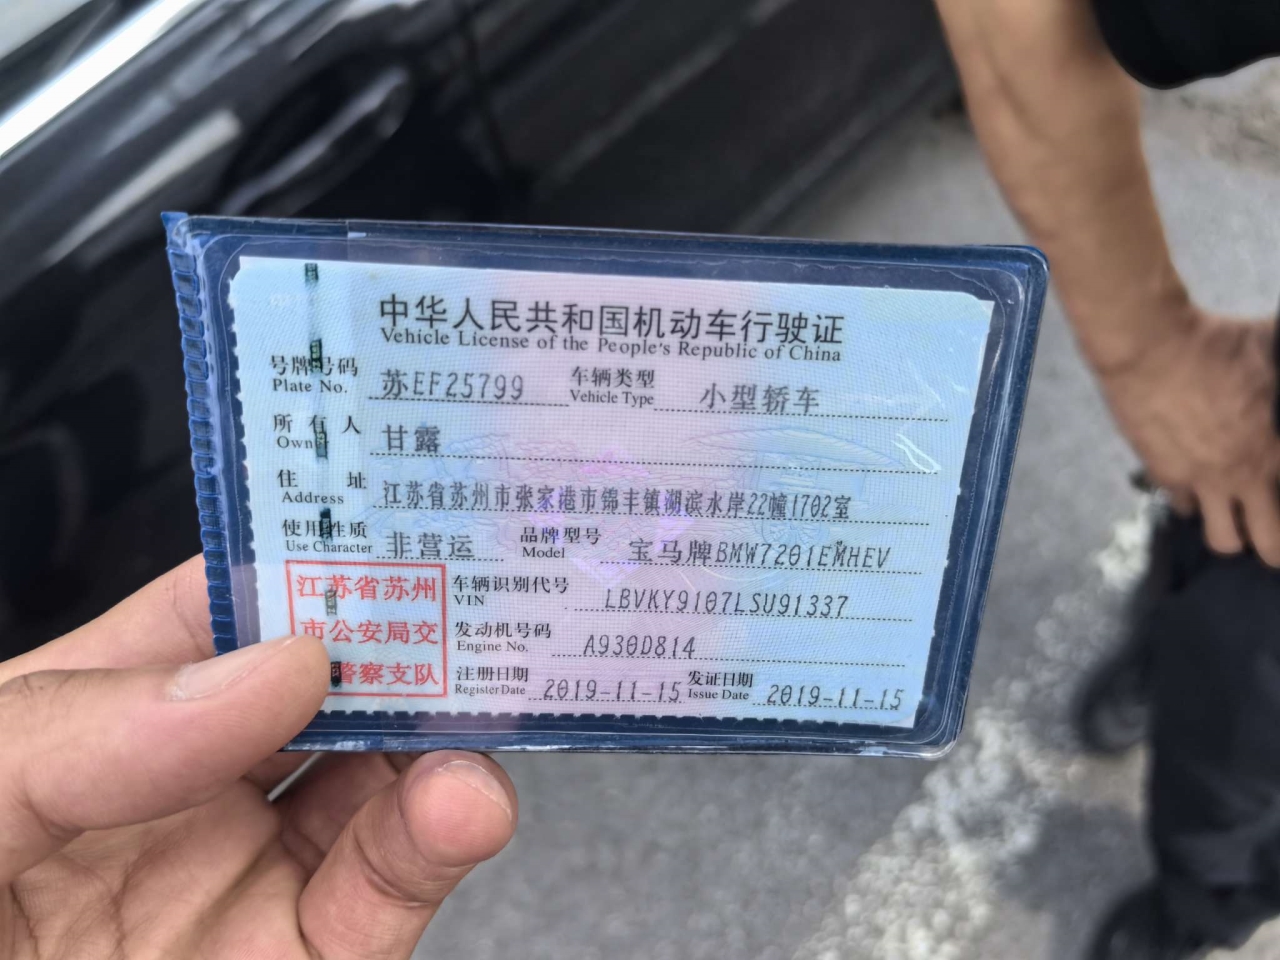 中华人民共和国机动车行驶证
Vehicle License of the People's Republic of China
号牌号码 苏EF25799 车辆类型 小型轿车
Plate No. Vehicle Type
所有人 甘露
Owner
住址 江苏省苏州市张家港市锦丰镇湖滨水岸22幢1702室
Address
使用性质 非营运 品牌型号 宝马牌BMW7201EMHEV
Use Character Model
江苏省苏州
市公安局交
警察支队
车辆识别代号 LBVKY9107LSU91337
VIN
发动机号码 A930D814
Engine No.
注册日期 2019-11-15 发证日期 2019-11-15
Register Date Issue Date